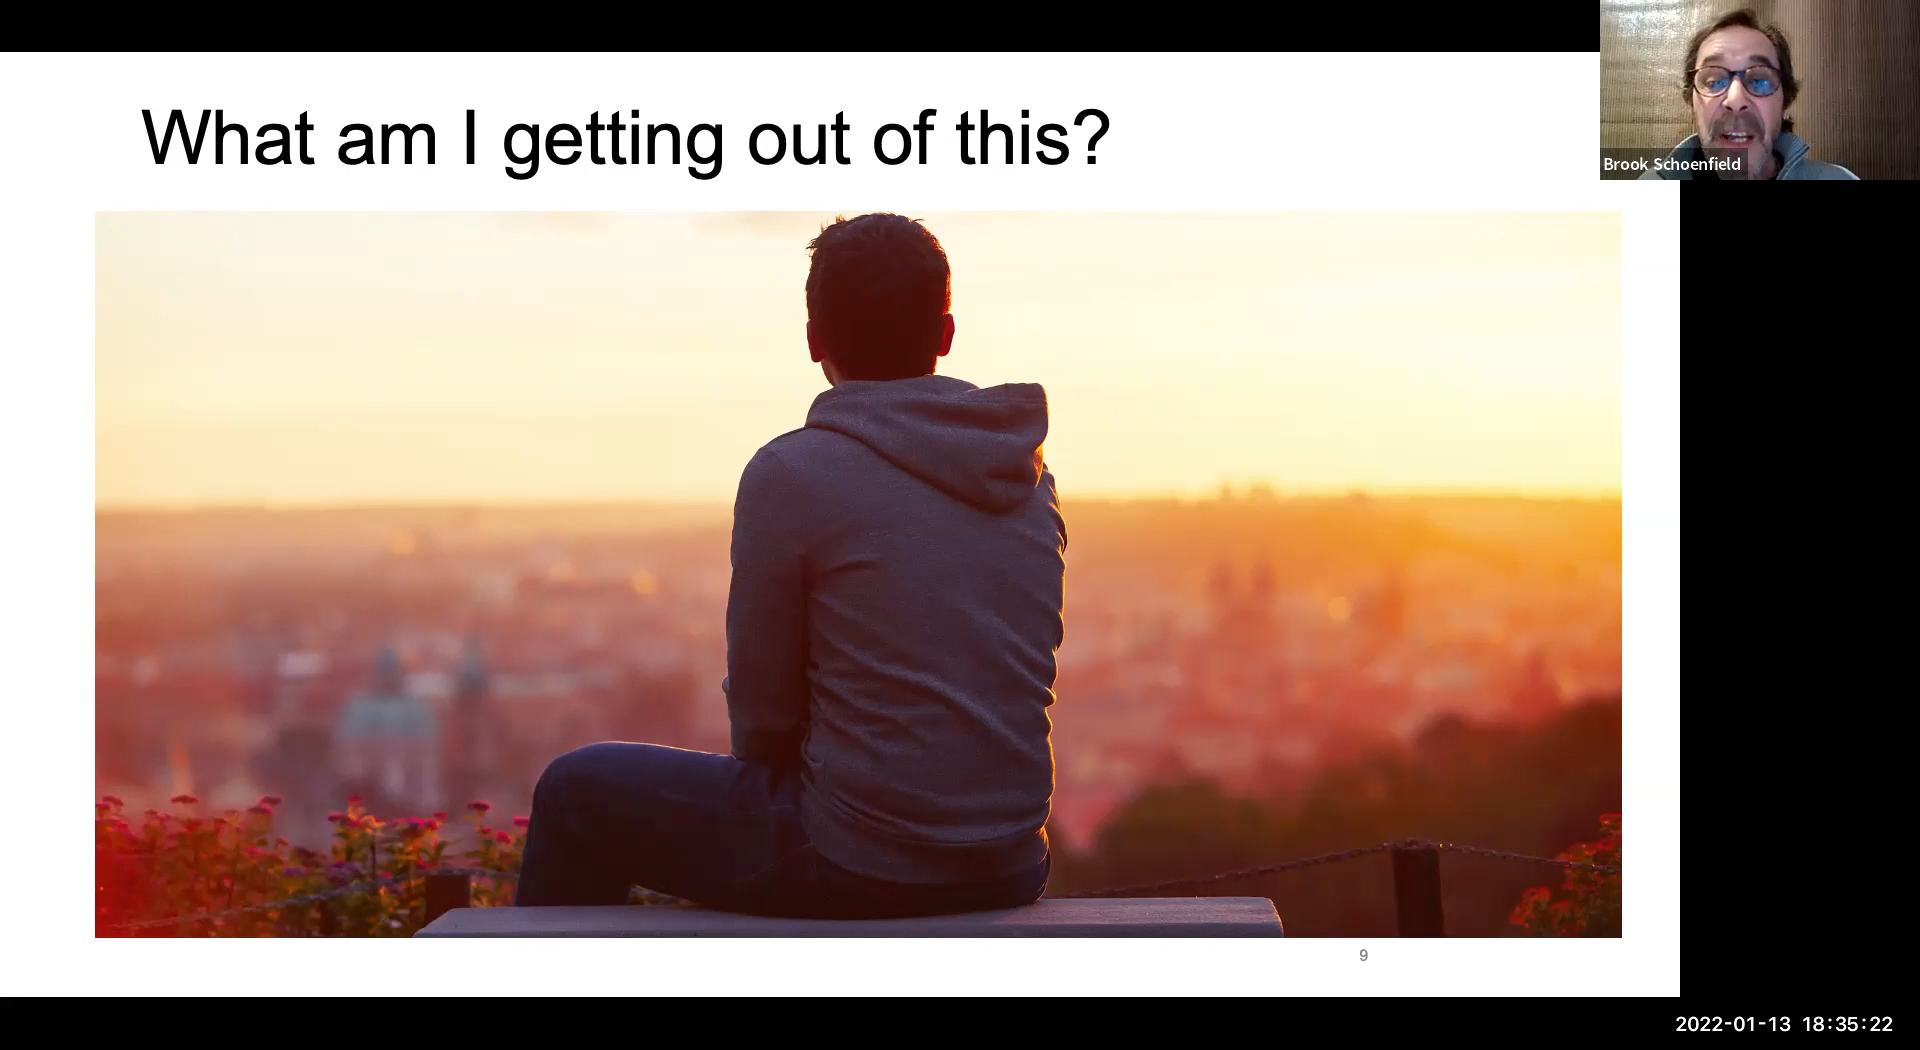 What am I getting out of this?
Brook Schoenfield
9
2022-01-13 18:35:22